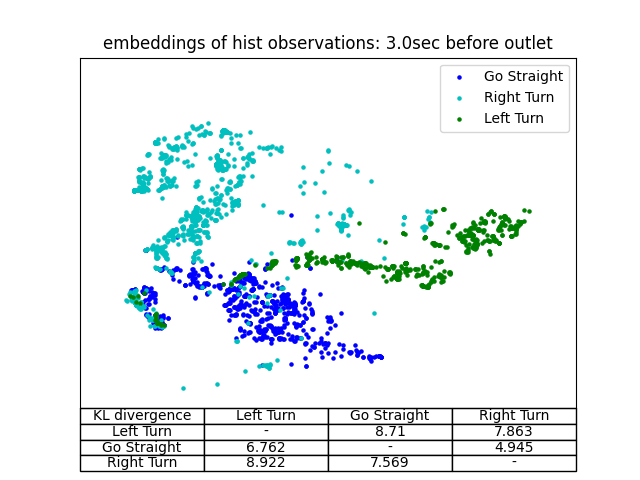 embeddings of hist observations: 3.0sec before outlet
Go Straight
Right Turn
Left Turn
KL divergence Left Turn Go Straight Right Turn
Left Turn - 8.71 7.863
Go Straight 6.762 - 4.945
Right Turn 8.922 7.569 -